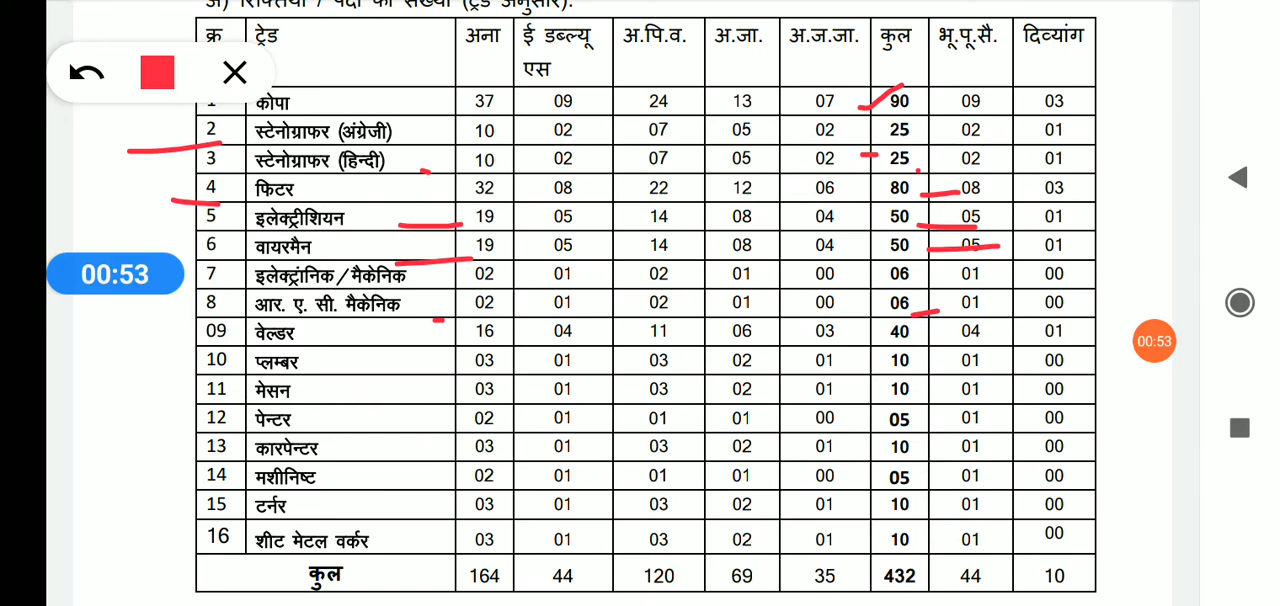 अ) रिक्तियां / पदों की संख्या (ट्रेड अनुसार):
क्र ट्रेड अना ई डब्ल्यू एस अ.पि.व. अ.जा. अ.ज.जा. कुल भू.पू.सै. दिव्यांग
1 कोपा 37 09 24 13 07 90 09 03
2 स्टेनोग्राफर (अंग्रेजी) 10 02 07 05 02 25 02 01
3 स्टेनोग्राफर (हिन्दी) 10 02 07 05 02 25 02 01
4 फिटर 32 08 22 12 06 80 08 03
5 इलेक्ट्रीशियन 19 05 14 08 04 50 05 01
6 वायरमैन 19 05 14 08 04 50 05 01
00:53
7 इलेक्ट्रांनिक/मैकेनिक 02 01 02 01 00 06 01 00
8 आर. ए. सी. मैकेनिक 02 01 02 01 00 06 01 00
09 वेल्डर 16 04 11 06 03 40 04 01
00:53
10 प्लम्बर 03 01 03 02 01 10 01 00
11 मेसन 03 01 03 02 01 10 01 00
12 पेन्टर 02 01 01 01 00 05 01 00
13 कारपेन्टर 03 01 03 02 01 10 01 00
14 मशीनिष्ट 02 01 01 01 00 05 01 00
15 टर्नर 03 01 03 02 01 10 01 00
16 शीट मेटल वर्कर 03 01 03 02 01 10 01 00
कुल 164 44 120 69 35 432 44 10